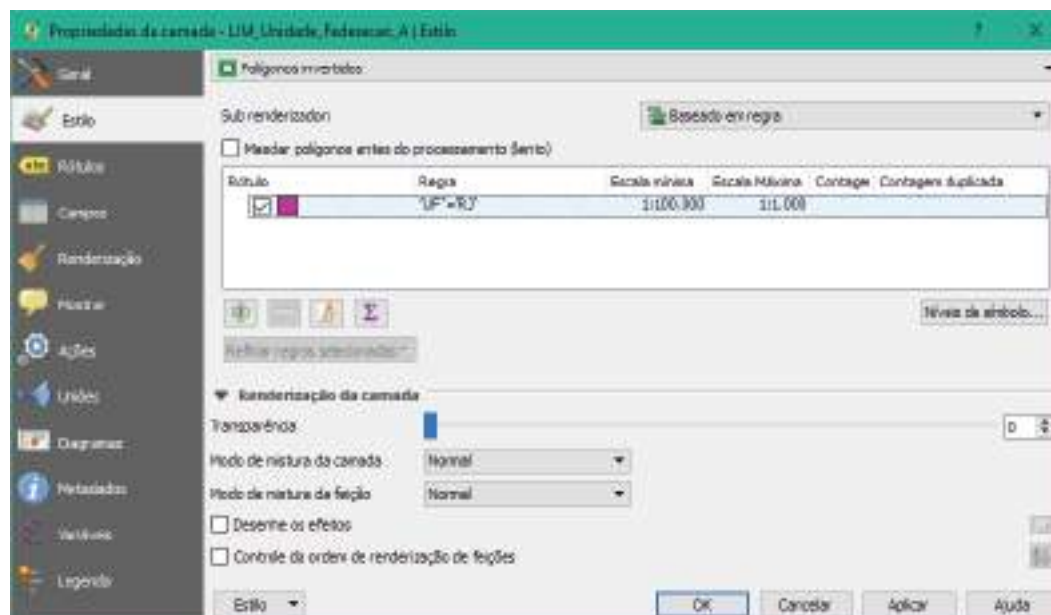 Propriedades da camada - LIM_Unidade_Federacao_A | Estilo
? X
Geral
Estilo
Rótulos
Campos
Renderização
Mostrar
Ações
Uniões
Diagramas
Metadados
Variáveis
Legenda
Polígonos invertidos
Sub renderizador:
Baseado em regra
Mesclar polígonos antes do processamento (lento)
Rótulo Regra Escala mínima Escala Máxima Contage Contagem duplicada
"UF"='RJ' 1:100.000 1:1.000
Níveis de símbolo...
Refinar regras selecionadas
Renderização da camada
Transparência 0
Modo de mistura da camada Normal
Modo de mistura da feição Normal
Desenhe os efeitos
Controle da ordem de renderização de feições
Estilo OK Cancelar Aplicar Ajuda